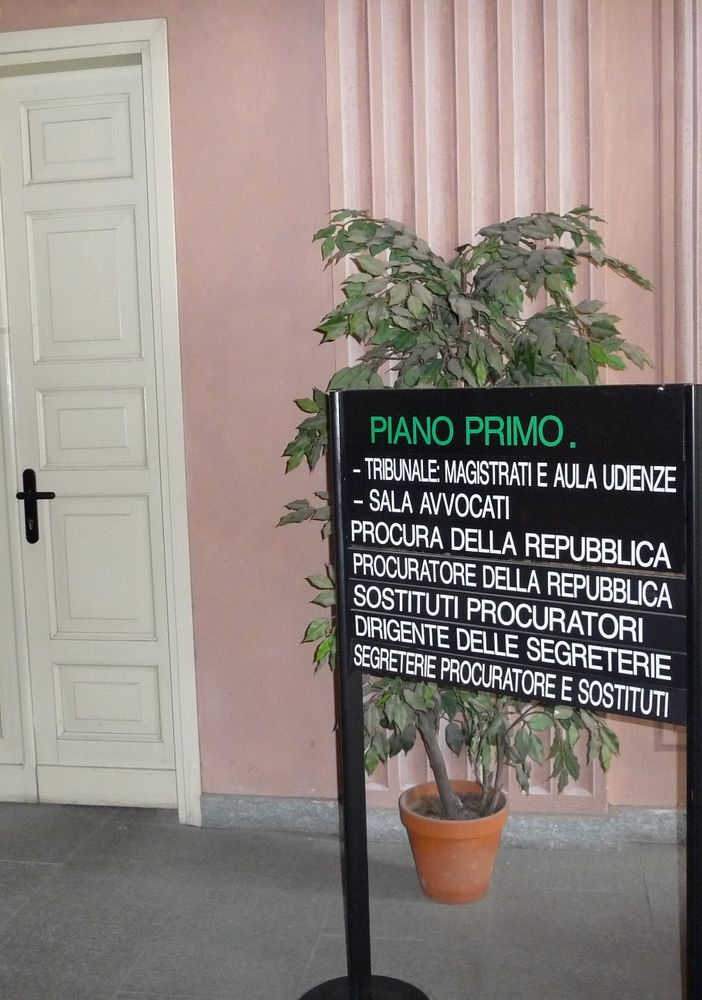 PIANO PRIMO.
- TRIBUNALE: MAGISTRATI E AULA UDIENZE
- SALA AVVOCATI
PROCURA DELLA REPUBBLICA
PROCURATORE DELLA REPUBBLICA
SOSTITUTI PROCURATORI
DIRIGENTE DELLE SEGRETERIE
SEGRETERIE PROCURATORE E SOSTITUTI